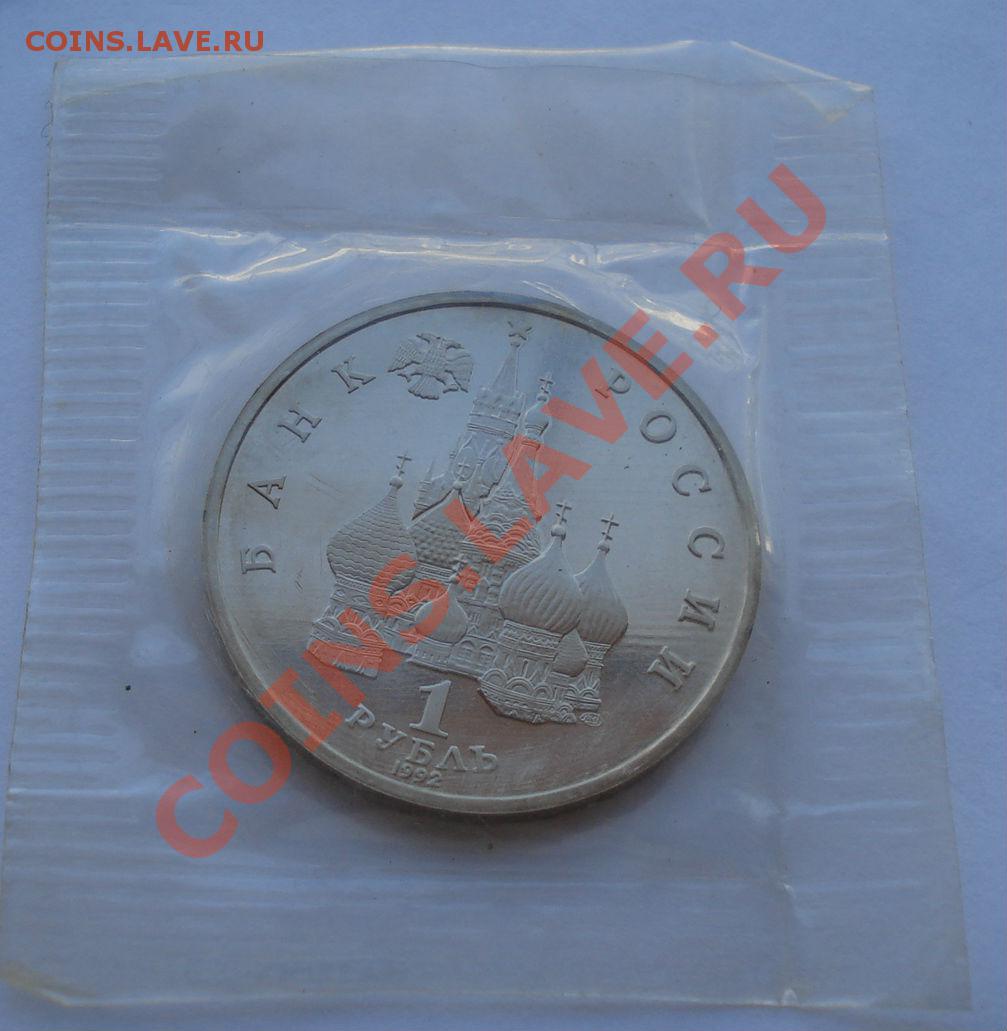 COINS.LAVE.RU
БАНК РОССИИ
1
РУБЛЬ
1992
COINS.LAVE.RU